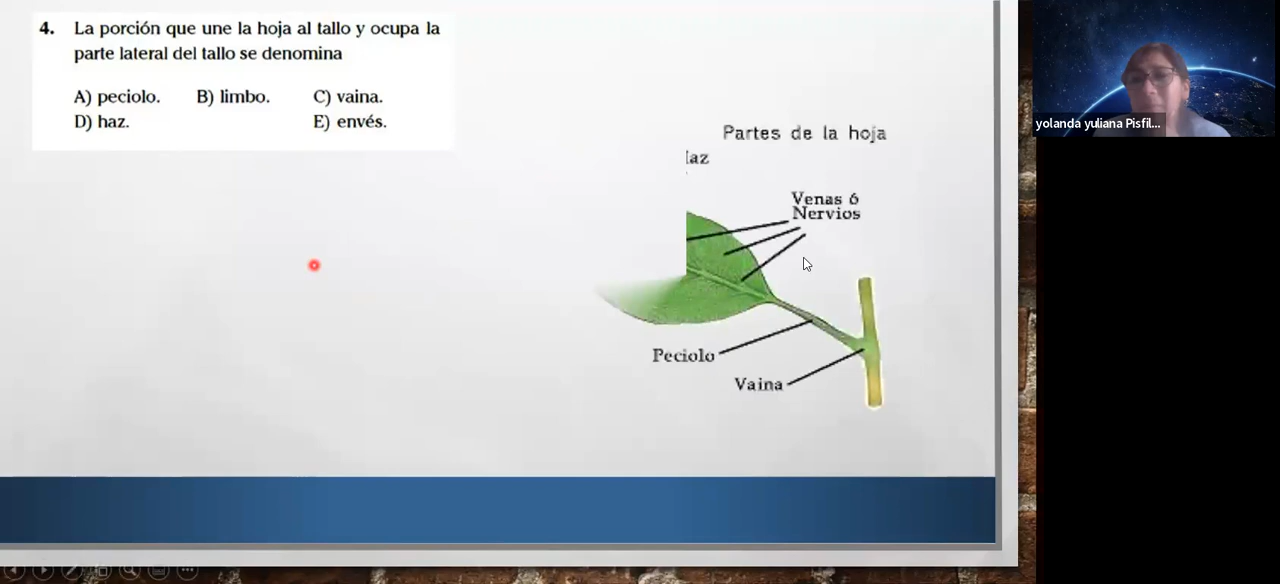 4. La porción que une la hoja al tallo y ocupa la
parte lateral del tallo se denomina
A) peciolo. B) limbo. C) vaina.
D) haz. E) envés.
Partes de la hoja
az
Venas ó
Nervios
Peciolo
Vaina
yolanda yuliana Pisfil...